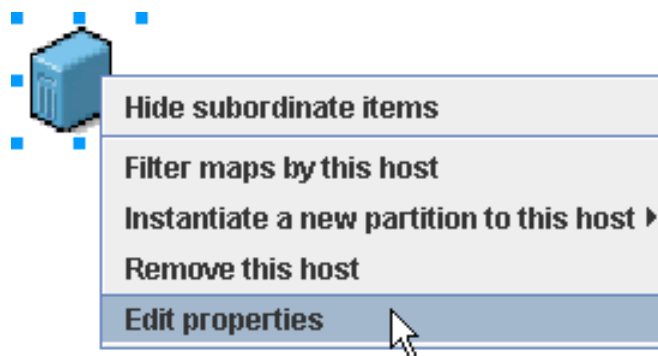 Hide subordinate items
Filter maps by this host
Instantiate a new partition to this host
Remove this host
Edit properties